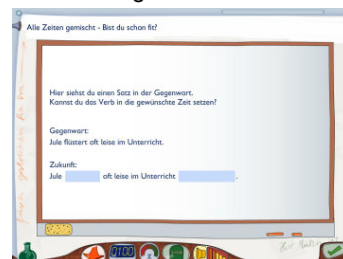 Alle Zeiten gemischt - Bist du schon fit?
Hier siehst du einen Satz in der Gegenwart.
Kannst du das Verb in die gewünschte Zeit setzen?
Gegenwart:
Jule flüstert oft leise im Unterricht.
Zukunft:
Jule oft leise im Unterricht .